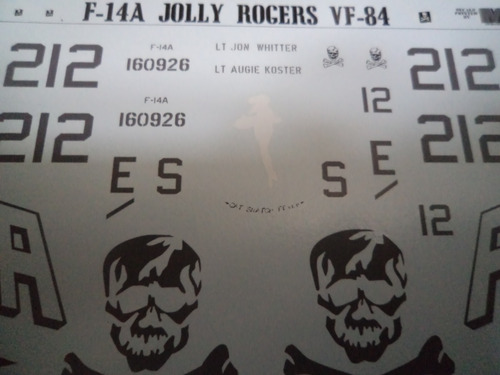 F-14A JOLLY ROGERS VF-84
212
F-14A
160926
LT JON WHITTER
LT AUGIE KOSTER
212
212
F-14A
160926
12
212
E S
S E
12
R